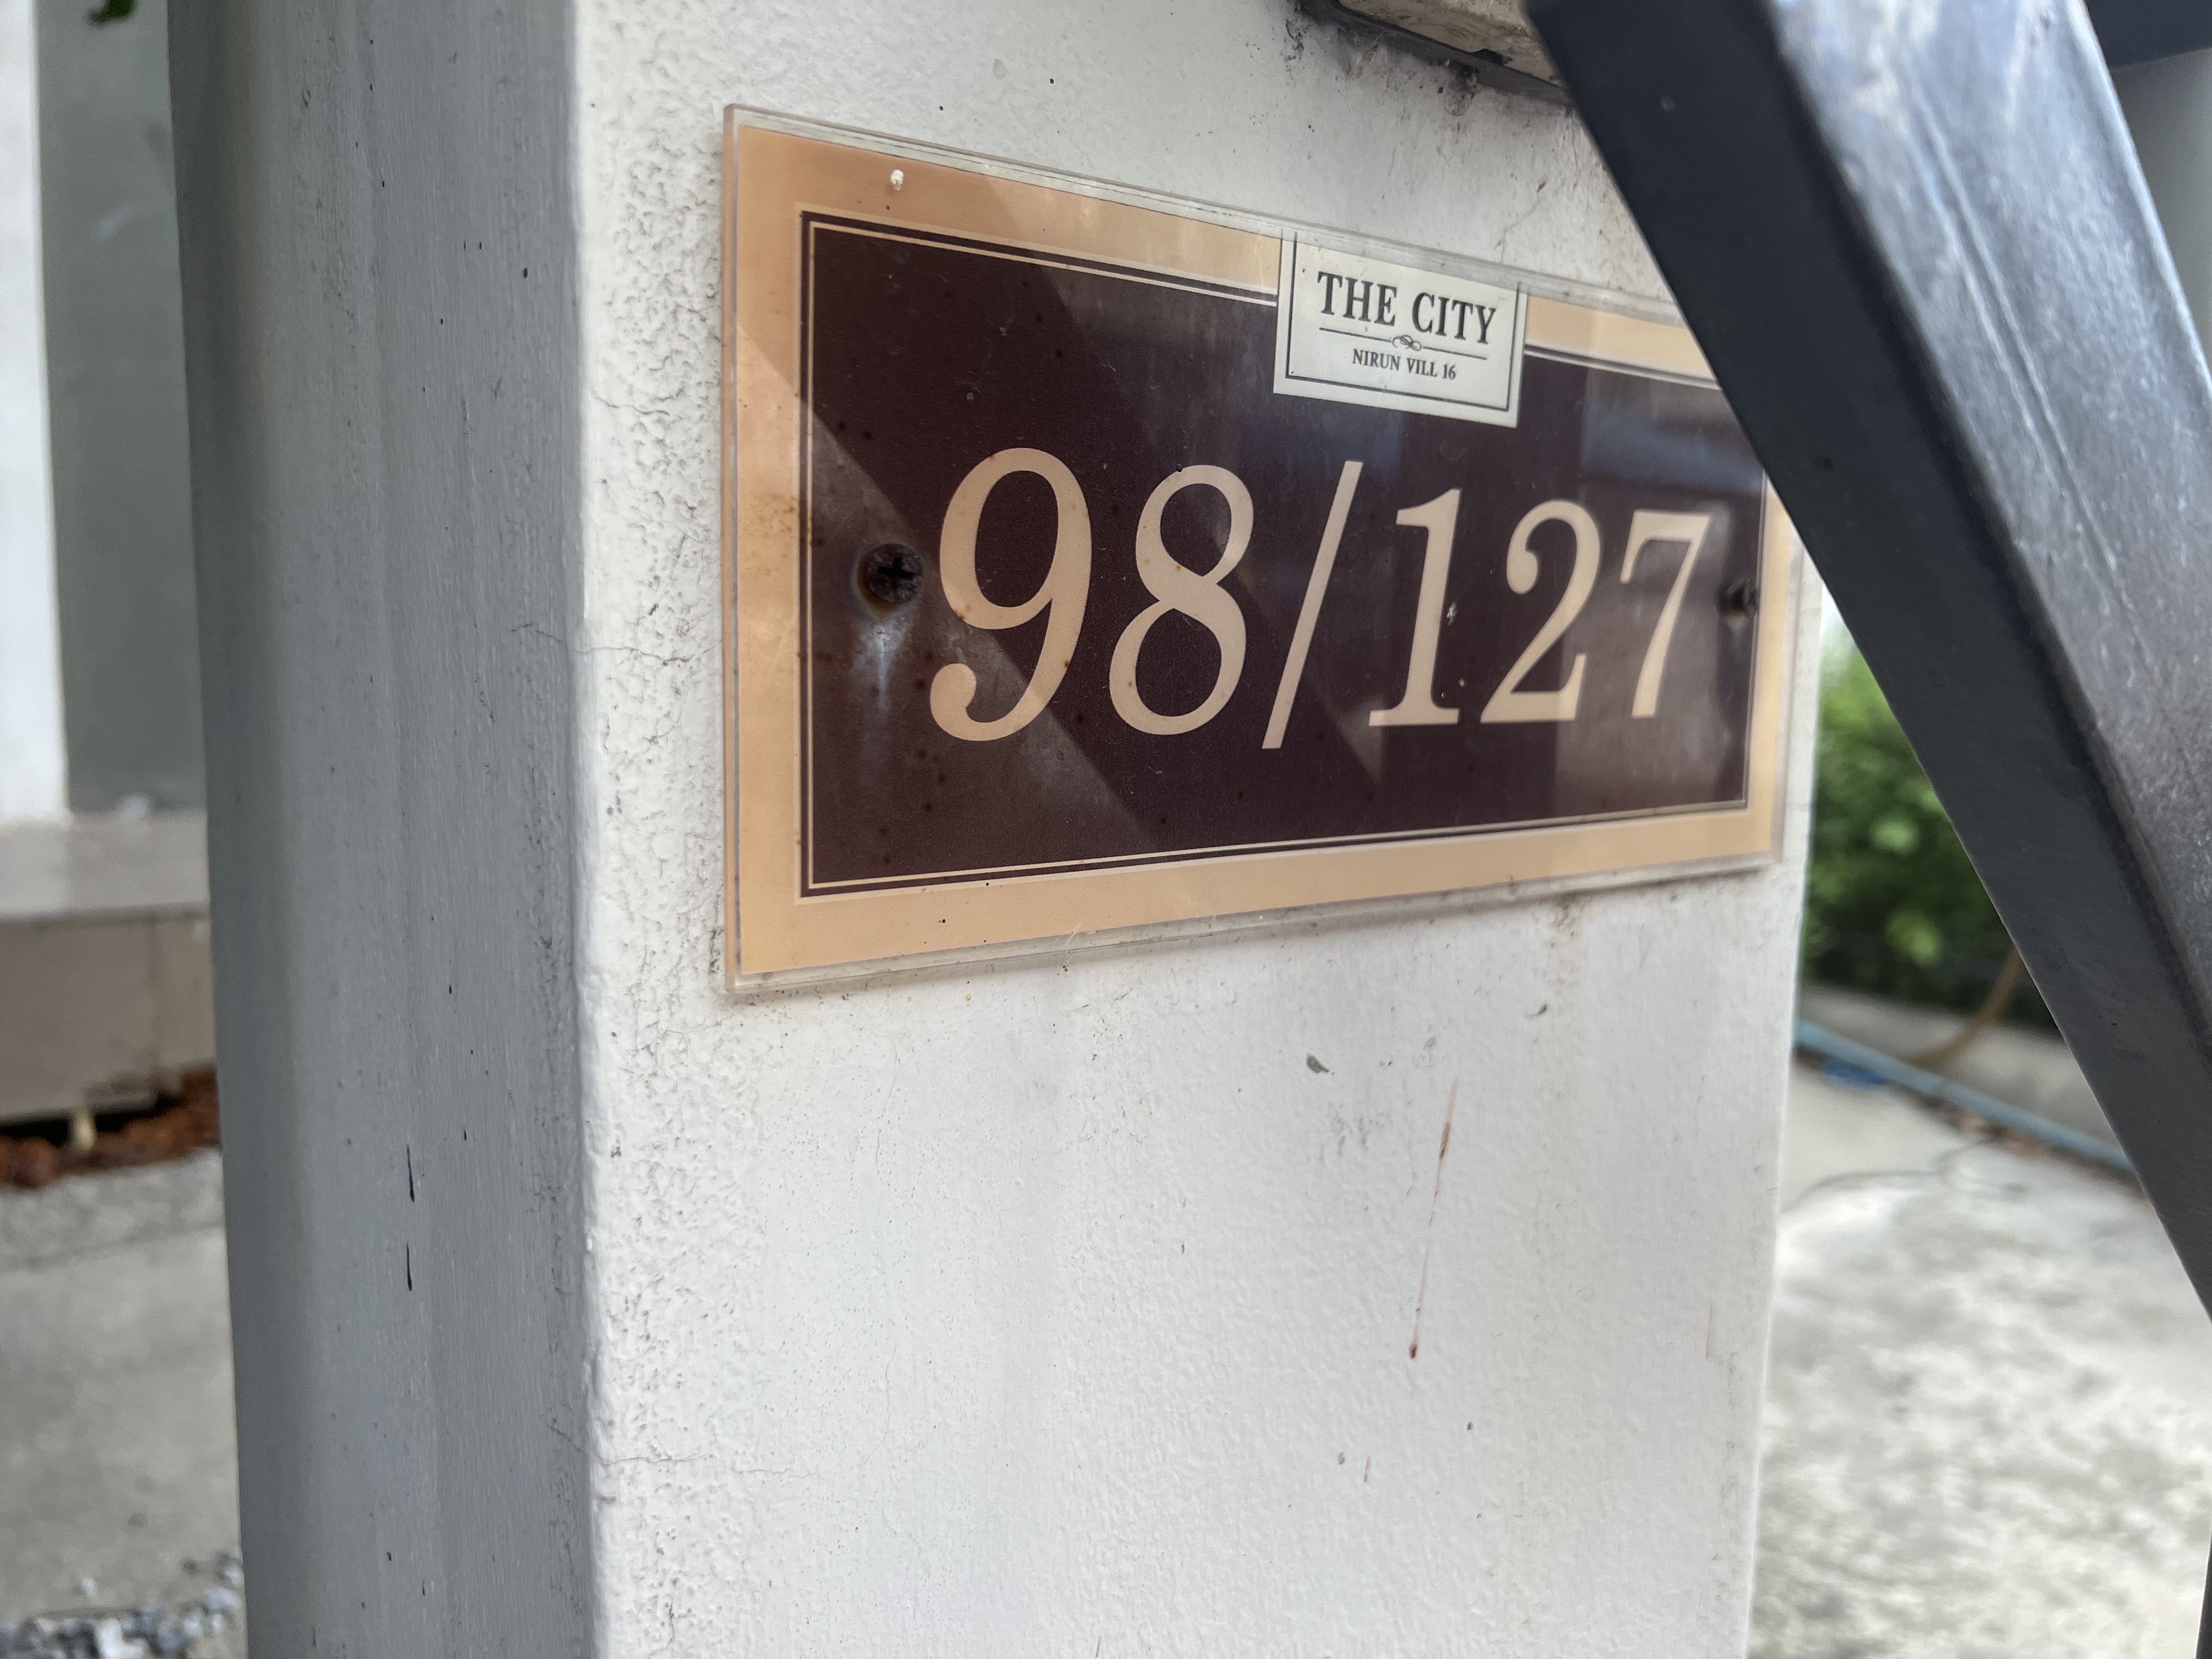 THE CITY
NIRUN VILL 16
98/127